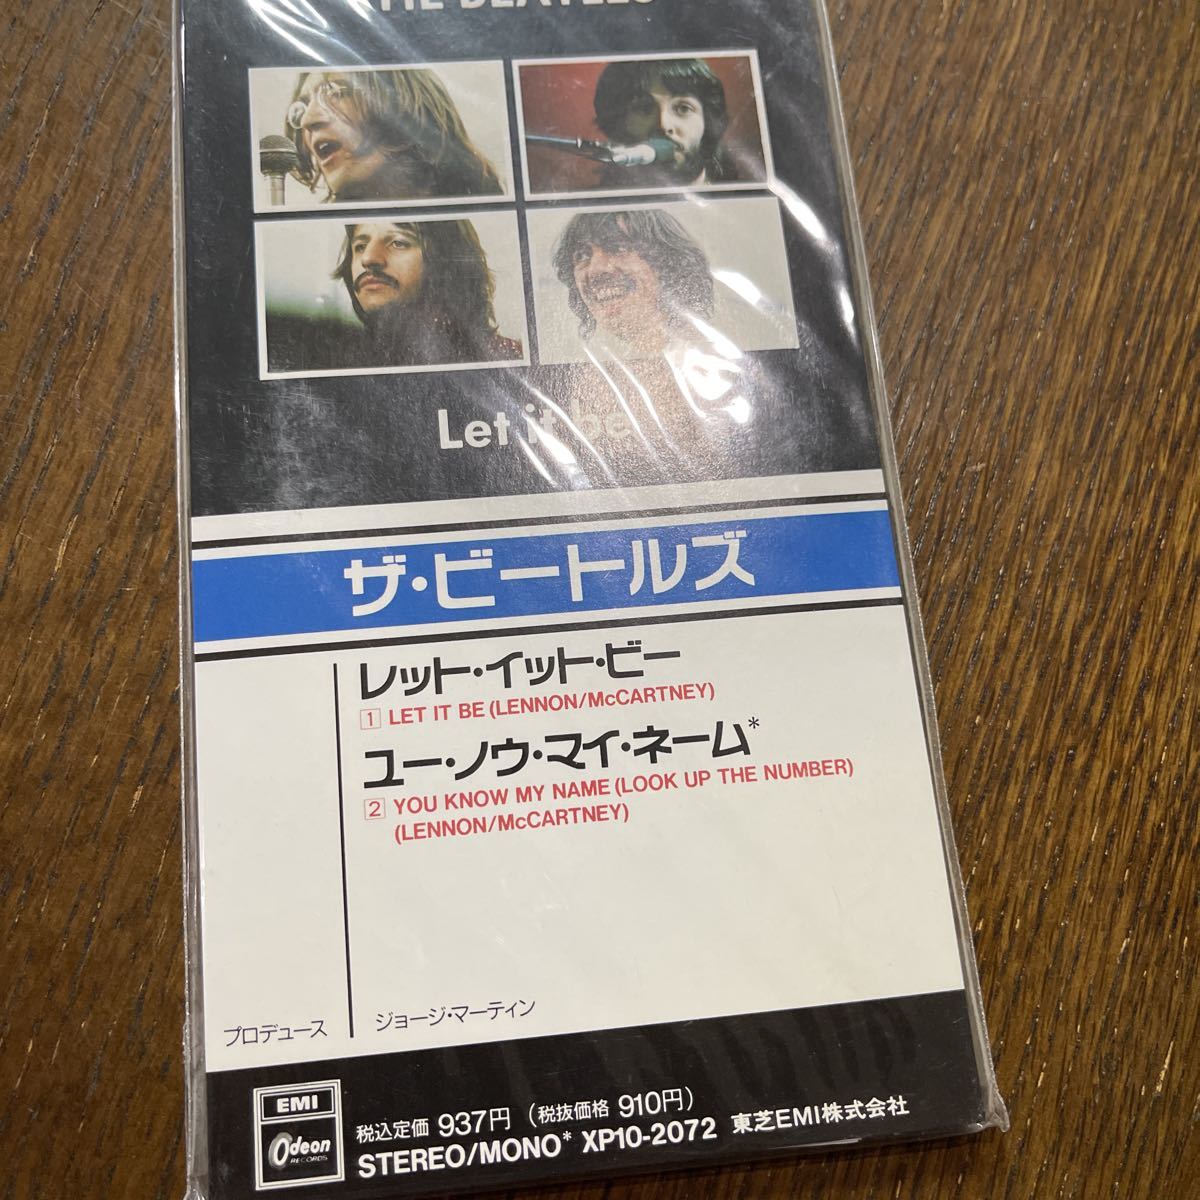 THE BEATLES
Let it be
ザ・ビートルズ
レット・イット・ビー
1 LET IT BE (LENNON/McCARTNEY)
ユー・ノウ・マイ・ネーム*
2 YOU KNOW MY NAME (LOOK UP THE NUMBER)
(LENNON/McCARTNEY)
プロデュース
ジョージ・マーティン
EMI
Odeon
RECORDS
税込定価 937円 (税抜価格 910円)
STEREO/MONO* XP10-2072 東芝EMI株式会社